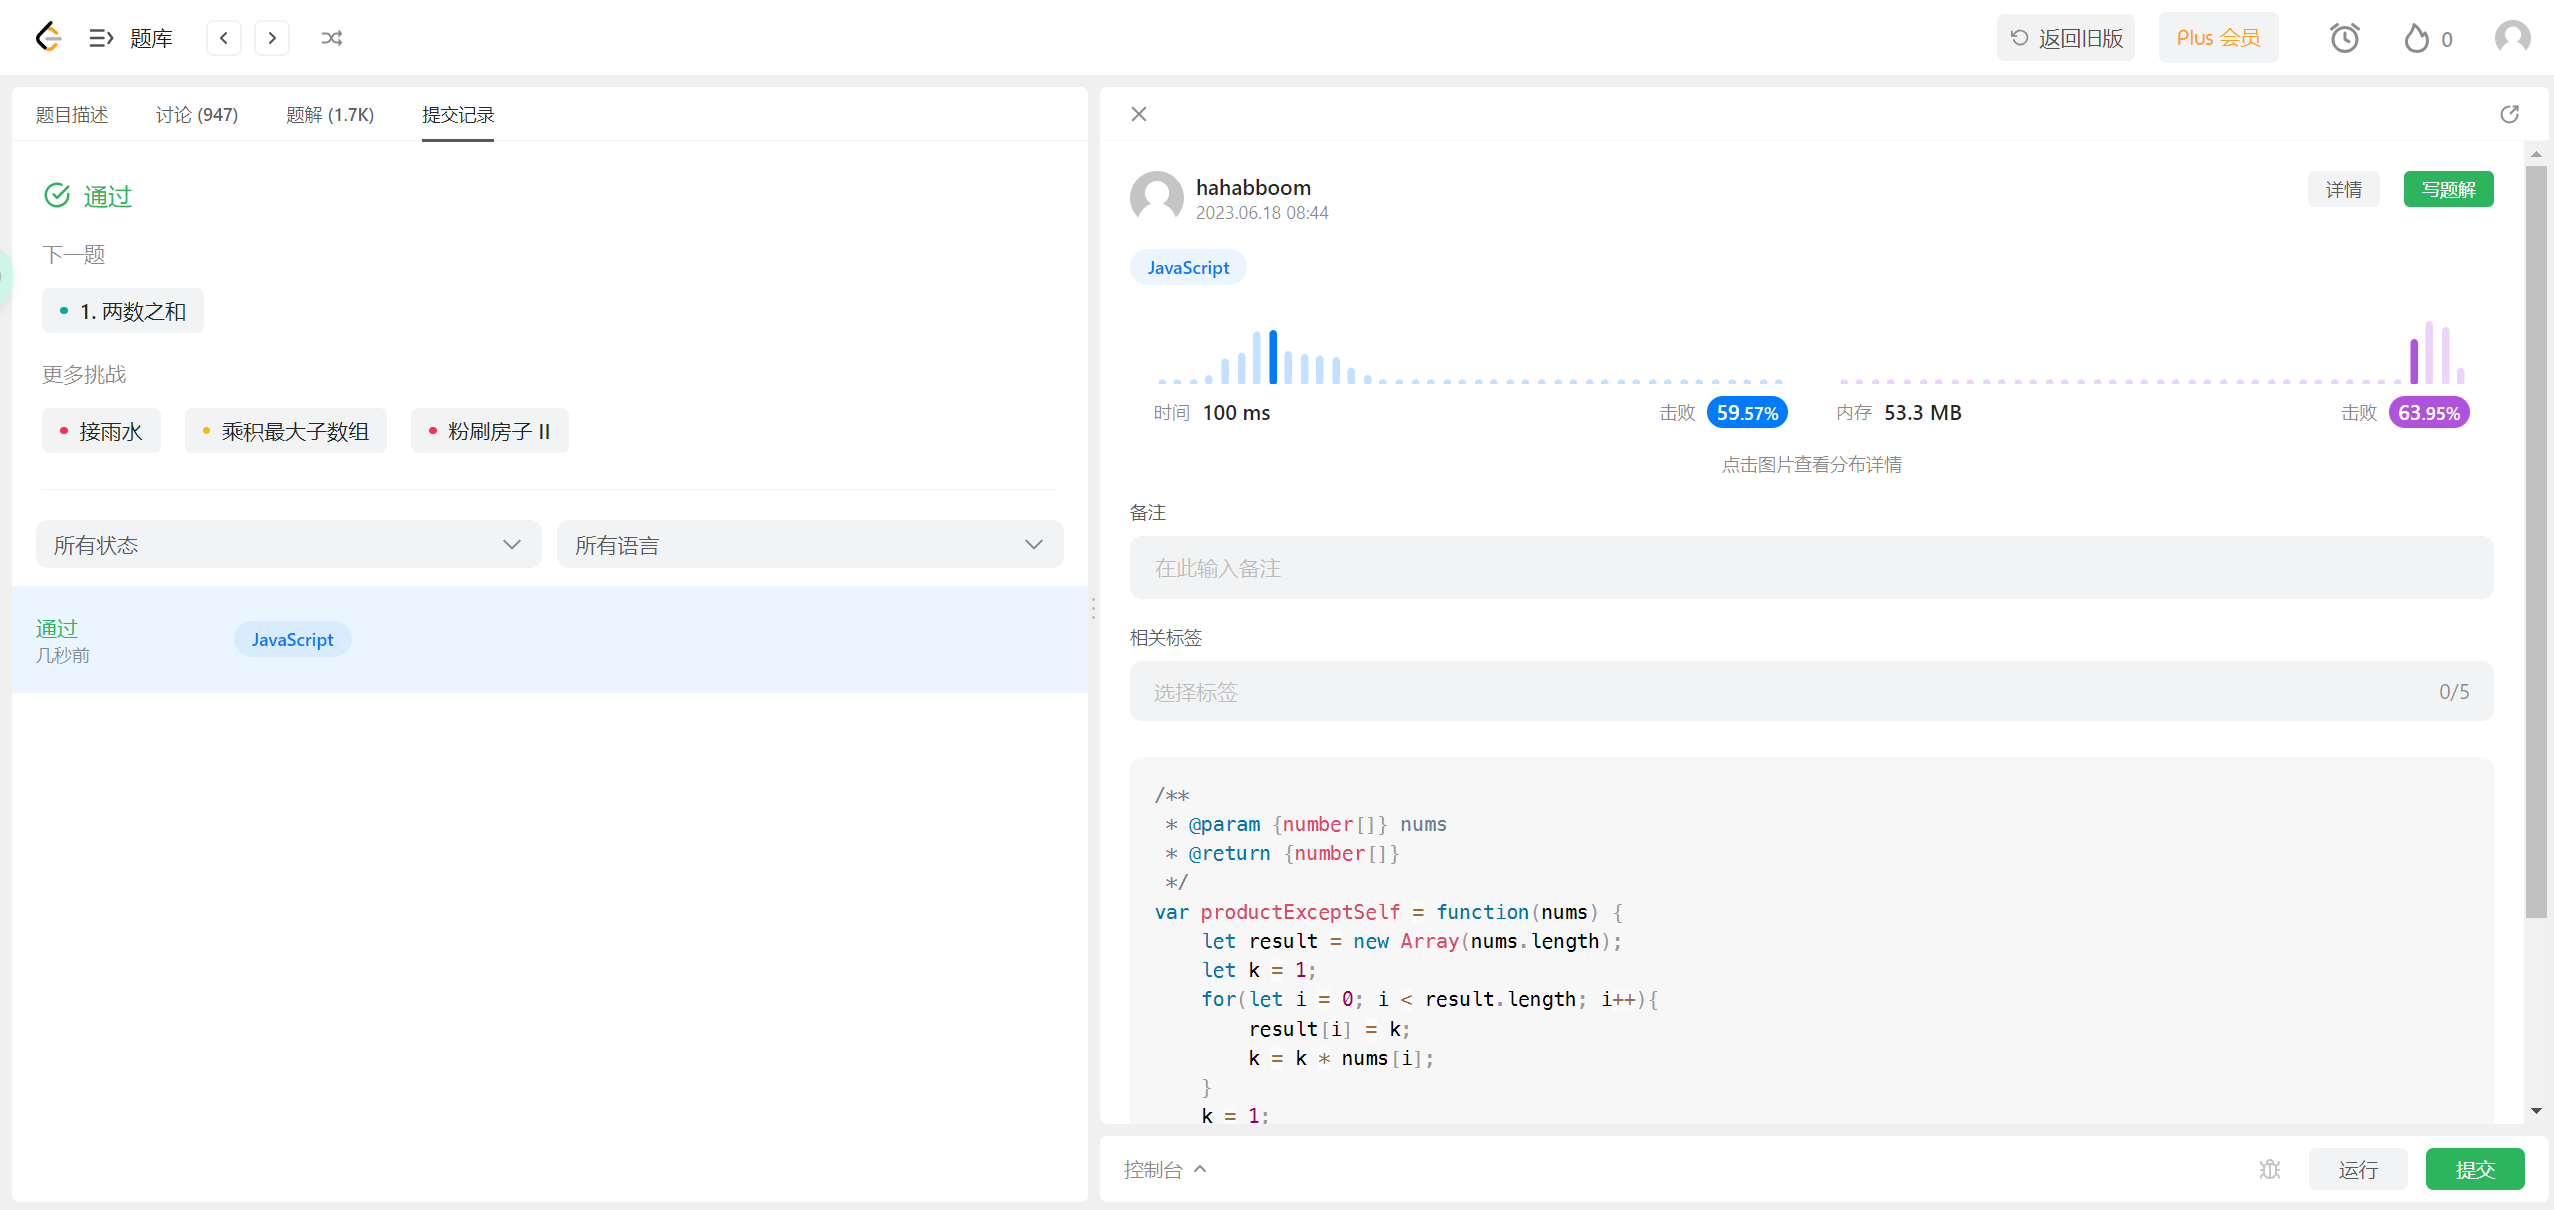 题库
返回旧版
Plus 会员
0
题目描述
讨论 (947)
题解 (1.7K)
提交记录
通过
下一题
1. 两数之和
更多挑战
接雨水
乘积最大子数组
粉刷房子 II
所有状态
所有语言
通过
几秒前
JavaScript
hahabboom
2023.06.18 08:44
详情
写题解
JavaScript
时间 100 ms
击败 59.57%
内存 53.3 MB
击败 63.95%
点击图片查看分布详情
备注
在此输入备注
相关标签
选择标签
0/5
/**
 * @param {number[]} nums
 * @return {number[]}
 */
var productExceptSelf = function(nums) {
    let result = new Array(nums.length);
    let k = 1;
    for(let i = 0; i < result.length; i++){
        result[i] = k;
        k = k * nums[i];
    }
    k = 1;
控制台
运行
提交